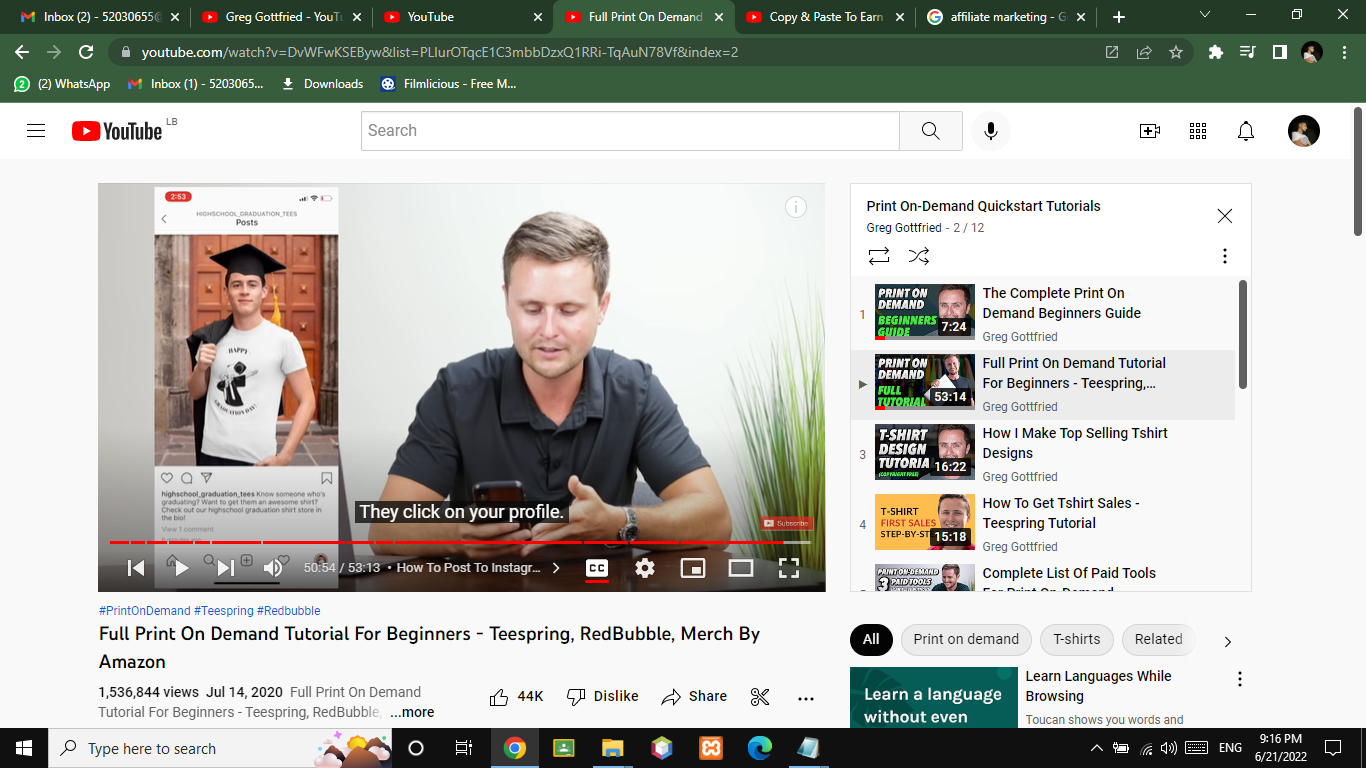 Inbox (2) - 52030655@
Greg Gottfried - YouTu
YouTube
Full Print On Demand
Copy & Paste To Earn
affiliate marketing - G
youtube.com/watch?v=DvWFwKSEByw&list=PLIurOTqcE1C3mbbDzxQ1RRi-TqAuN78Vf&index=2
(2) WhatsApp
Inbox (1) - 5203065...
Downloads
Filmlicious - Free M...
YouTube LB
Search
2:53
HIGHSCHOOL_GRADUATION_TEES
Posts
HAPPY
GRADUATION DAY!
highschool_graduation_tees Know someone who's
graduating? Want to get them an awesome shirt?
Check out our highschool graduation shirt store in
the bio!
View 1 comment
They click on your profile.
Subscribe
50:54 / 53:13 • How To Post To Instagr...
CC
#PrintOnDemand #Teespring #Redbubble
Full Print On Demand Tutorial For Beginners - Teespring, RedBubble, Merch By
Amazon
1,536,844 views Jul 14, 2020 Full Print On Demand
Tutorial For Beginners - Teespring, RedBubble, ...more
44K
Dislike
Share
Print On-Demand Quickstart Tutorials
Greg Gottfried - 2 / 12
1
PRINT ON
DEMAND
BEGINNERS
GUIDE
7:24
The Complete Print On
Demand Beginners Guide
Greg Gottfried
PRINT ON
DEMAND
FULL
TUTORIAL
53:14
Full Print On Demand Tutorial
For Beginners - Teespring,...
Greg Gottfried
3
T-SHIRT
DESIGN
TUTORIA
(COPYRIGHT FREE)
16:22
How I Make Top Selling Tshirt
Designs
Greg Gottfried
4
T-SHIRT
FIRST SALES
STEP-BY-ST
15:18
How To Get Tshirt Sales -
Teespring Tutorial
Greg Gottfried
PRINT-ON-DEMAND
3
PAID TOOLS
Complete List Of Paid Tools
For Print On-Demand
All
Print on demand
T-shirts
Related
Learn a language
without even
Learn Languages While
Browsing
Toucan shows you words and
Type here to search
ENG
9:16 PM
6/21/2022